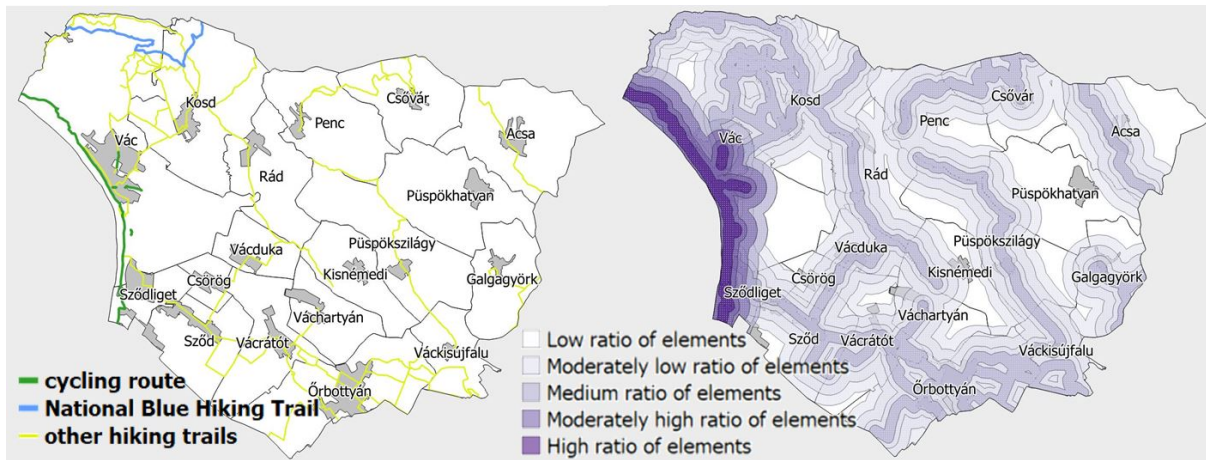 Kosd
Csővár
Penc
Acsa
Vác
Rád
Püspökhatvan
Vácduka
Püspökszilágy
Csörög
Kisnémedi
Galgagyörk
Sződliget
Váchartyán
Sződ
Vácrátót
Váckisújfalu
Őrbottyán
cycling route
National Blue Hiking Trail
other hiking trails
Kosd
Csővár
Penc
Acsa
Vác
Rád
Püspökhatvan
Vácduka
Püspökszilágy
Csörög
Kisnémedi
Galgagyörk
Sződliget
Váchartyán
Sződ
Vácrátót
Váckisújfalu
Őrbottyán
Low ratio of elements
Moderately low ratio of elements
Medium ratio of elements
Moderately high ratio of elements
High ratio of elements